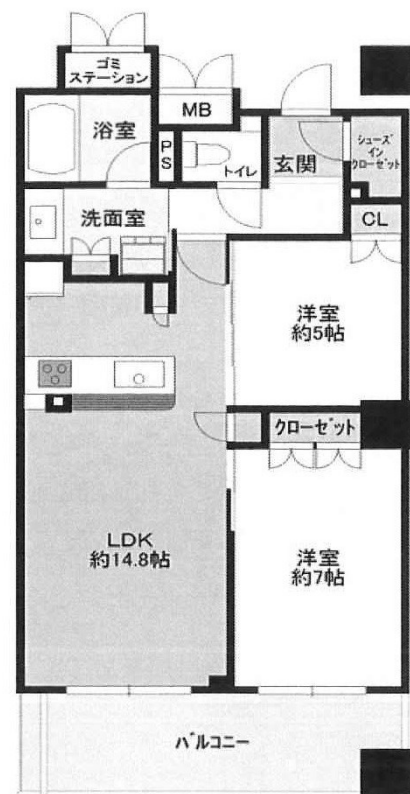 ゴミ
ステーション
MB
浴室
PS
トイレ
玄関
シューズ
イン
クローゼット
洗面室
CL
洋室
約5帖
クローゼット
LDK
約14.8帖
洋室
約7帖
バルコニー